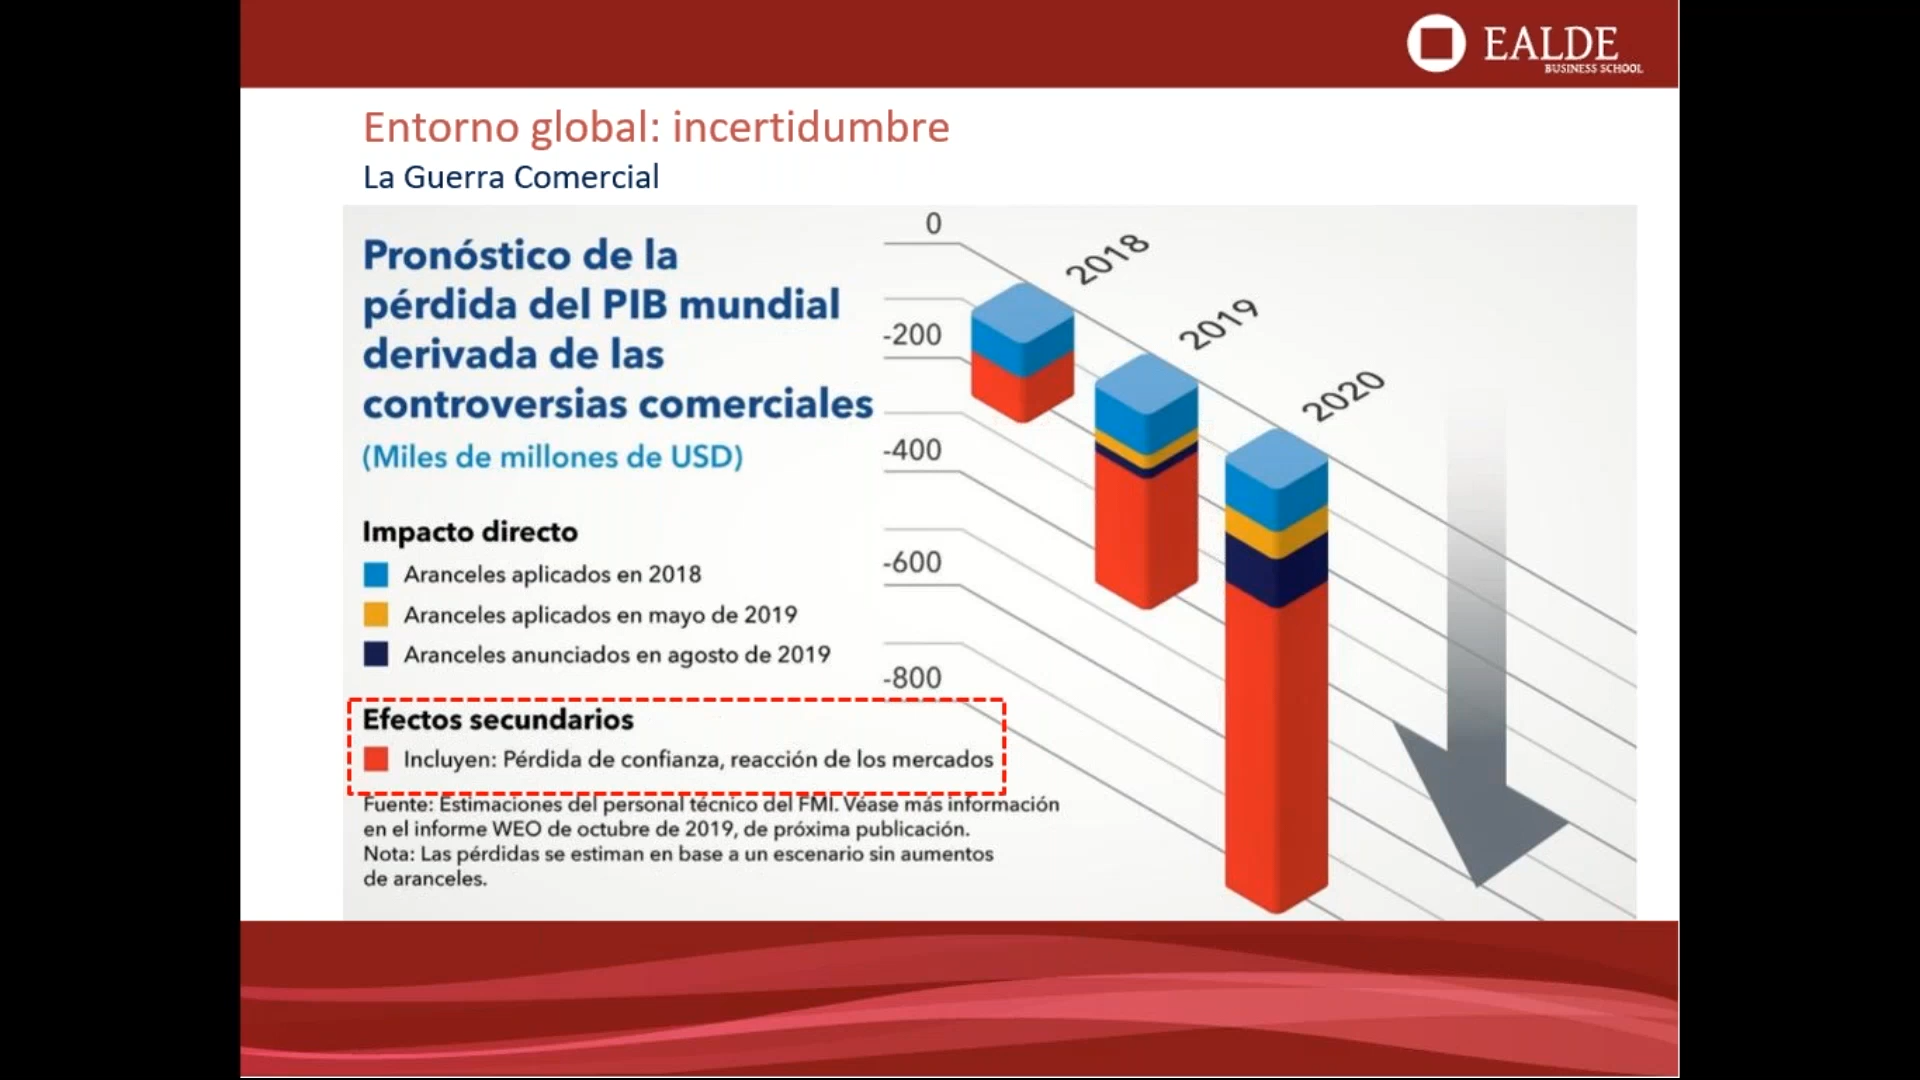 EALDE
BUSINESS SCHOOL
Entorno global: incertidumbre
La Guerra Comercial
Pronóstico de la
pérdida del PIB mundial
derivada de las
controversias comerciales
(Miles de millones de USD)
Impacto directo
Aranceles aplicados en 2018
Aranceles aplicados en mayo de 2019
Aranceles anunciados en agosto de 2019
Efectos secundarios
Incluyen: Pérdida de confianza, reacción de los mercados
Fuente: Estimaciones del personal técnico del FMI. Véase más información
en el informe WEO de octubre de 2019, de próxima publicación.
Nota: Las pérdidas se estiman en base a un escenario sin aumentos
de aranceles.
0
-200
-400
-600
-800
2018
2019
2020